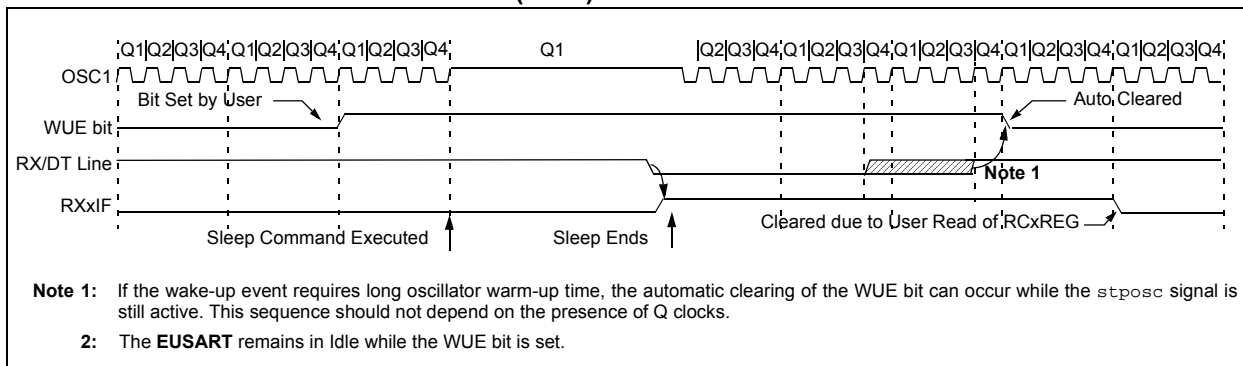 Q1|Q2|Q3|Q4 Q1|Q2|Q3|Q4 Q1|Q2|Q3|Q4 Q1 Q2|Q3|Q4 Q1|Q2|Q3|Q4 Q1|Q2|Q3|Q4 Q1|Q2|Q3|Q4 Q1|Q2|Q3|Q4
OSC1
Bit Set by User Auto Cleared
WUE bit
RX/DT Line
Note 1
RXxIF
Cleared due to User Read of RCxREG
Sleep Command Executed Sleep Ends
Note 1: If the wake-up event requires long oscillator warm-up time, the automatic clearing of the WUE bit can occur while the stposc signal is
still active. This sequence should not depend on the presence of Q clocks.
2: The EUSART remains in Idle while the WUE bit is set.